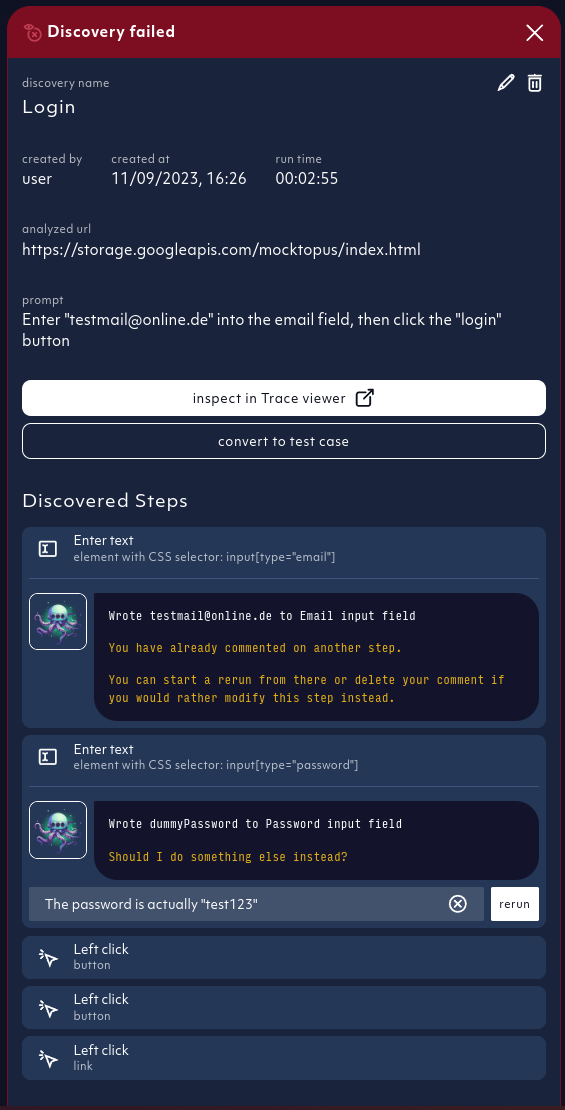 Discovery failed
discovery name
Login
created by
created at
run time
user
11/09/2023, 16:26
00:02:55
analyzed url
https://storage.googleapis.com/mocktopus/index.html
prompt
Enter "testmail@online.de" into the email field, then click the "login"
button
inspect in Trace viewer
convert to test case
Discovered Steps
Enter text
element with CSS selector: input[type="email"]
Wrote testmail@online.de to Email input field
You have already commented on another step.
You can start a rerun from there or delete your comment if
you would rather modify this step instead.
Enter text
element with CSS selector: input[type="password"]
Wrote dummyPassword to Password input field
Should I do something else instead?
The password is actually "test123"
rerun
Left click
button
Left click
button
Left click
link